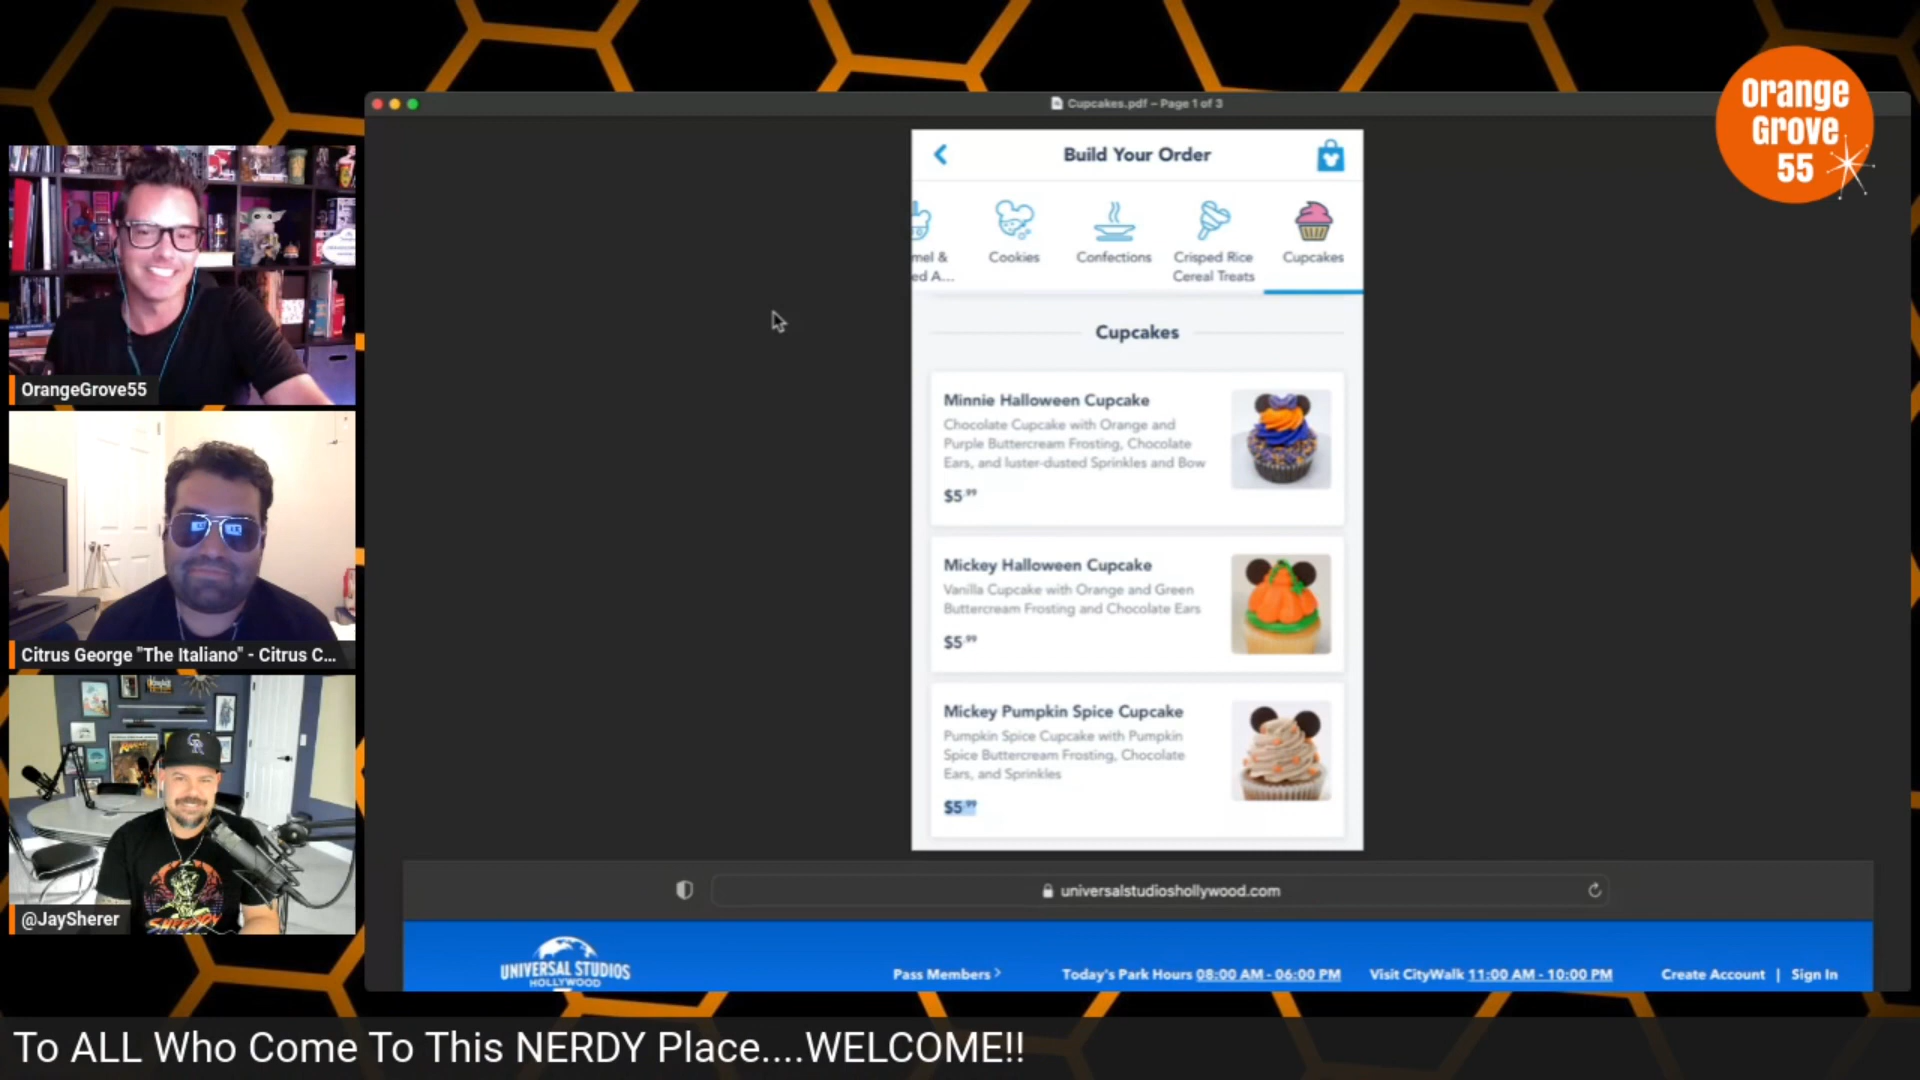 Cupcakes.pdf – Page 1 of 3
Orange
Grove
55
Build Your Order
mel &
ed A...
Cookies
Confections
Crisped Rice
Cereal Treats
Cupcakes
Cupcakes
Minnie Halloween Cupcake
Chocolate Cupcake with Orange and
Purple Buttercream Frosting, Chocolate
Ears, and luster-dusted Sprinkles and Bow
$5.99
Mickey Halloween Cupcake
Vanilla Cupcake with Orange and Green
Buttercream Frosting and Chocolate Ears
$5.99
Mickey Pumpkin Spice Cupcake
Pumpkin Spice Cupcake with Pumpkin
Spice Buttercream Frosting, Chocolate
Ears, and Sprinkles
$5.99
OrangeGrove55
Citrus George "The Italiano" - Citrus C...
CR
@JaySherer
universalstudioshollywood.com
UNIVERSAL STUDIOS
HOLLYWOOD
Pass Members >
Today's Park Hours 08:00 AM - 06:00 PM
Visit CityWalk 11:00 AM - 10:00 PM
Create Account | Sign In
To ALL Who Come To This NERDY Place....WELCOME!!